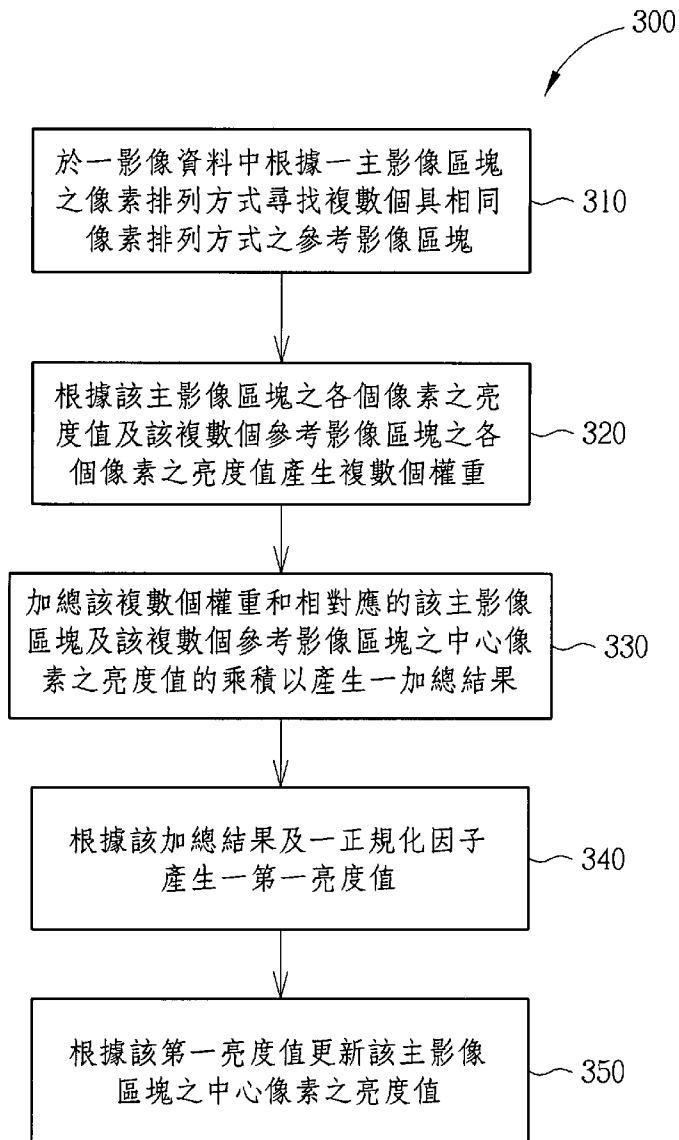 300
於一影像資料中根據一主影像區塊
之像素排列方式尋找複數個具相同
像素排列方式之參考影像區塊
310
根據該主影像區塊之各個像素之亮
度值及該複數個參考影像區塊之各
個像素之亮度值產生複數個權重
320
加總該複數個權重和相對應的該主影像
區塊及該複數個參考影像區塊之中心像
素之亮度值的乘積以產生一加總結果
330
根據該加總結果及一正規化因子
產生一第一亮度值
340
根據該第一亮度值更新該主影像
區塊之中心像素之亮度值
350